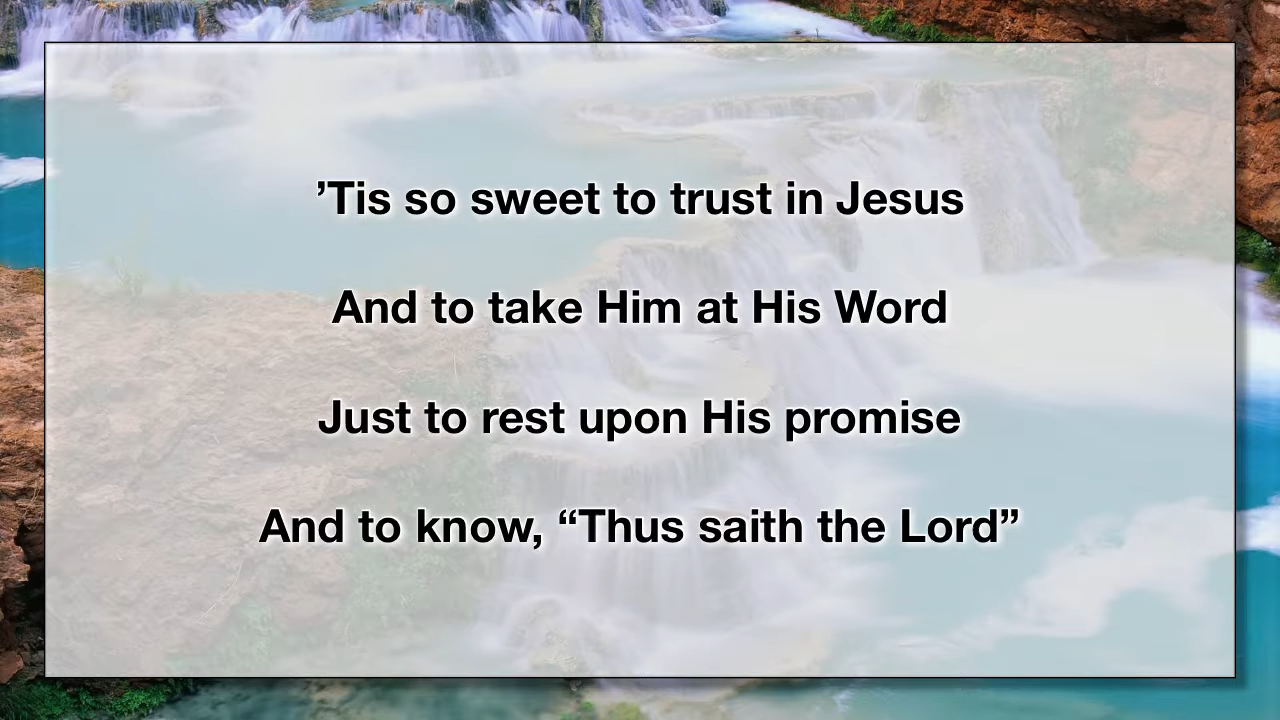 ’Tis so sweet to trust in Jesus
And to take Him at His Word
Just to rest upon His promise
And to know, “Thus saith the Lord”